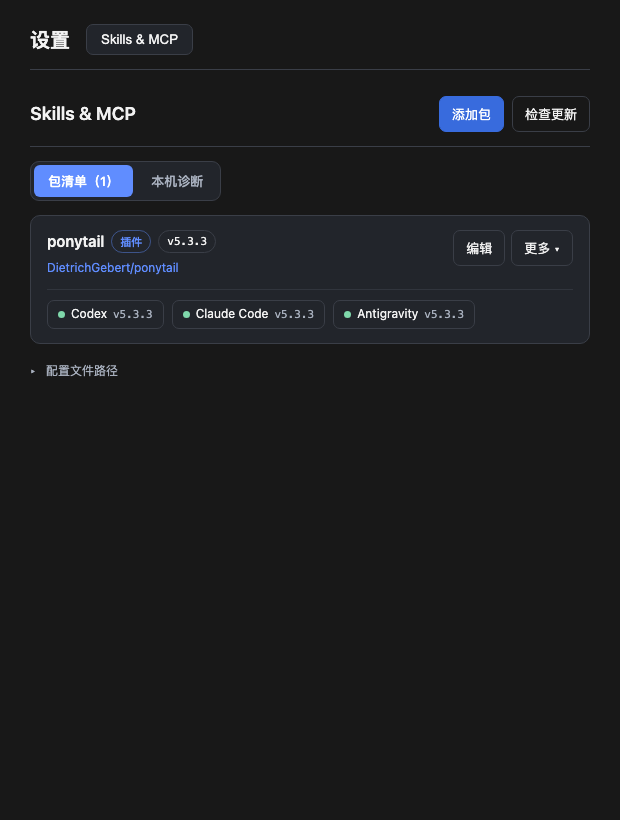 设置 Skills & MCP
Skills & MCP 添加包 检查更新
包清单（1） 本机诊断
ponytail 插件 v5.3.3 编辑 更多 ▾
DietrichGebert/ponytail
Codex v5.3.3 Claude Code v5.3.3 Antigravity v5.3.3
▸ 配置文件路径